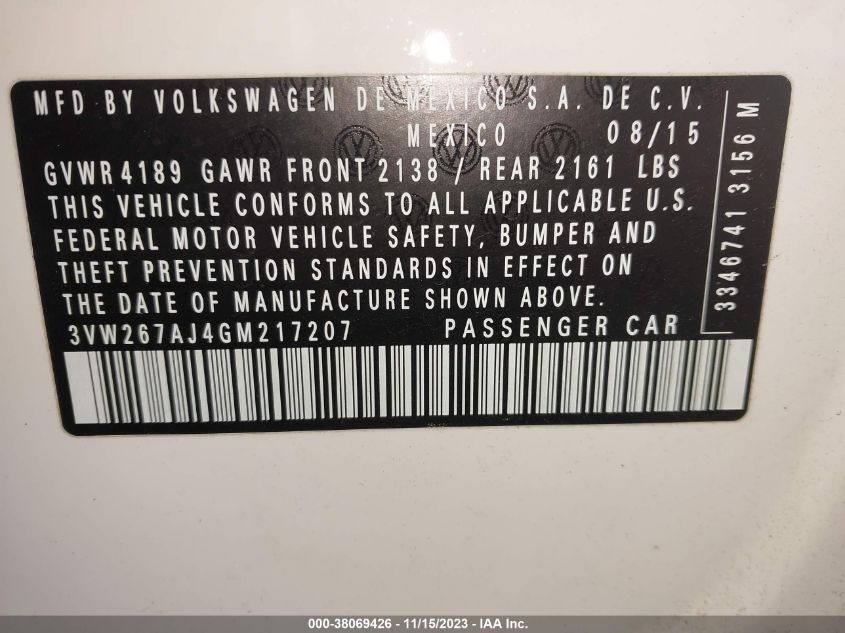 MFD BY VOLKSWAGEN DE MEXICO S.A. DE C.V.
MEXICO 08/15
GVWR 4189 GAWR FRONT 2138 / REAR 2161 LBS
THIS VEHICLE CONFORMS TO ALL APPLICABLE U.S.
FEDERAL MOTOR VEHICLE SAFETY, BUMPER AND
THEFT PREVENTION STANDARDS IN EFFECT ON
THE DATE OF MANUFACTURE SHOWN ABOVE.
3VW267AJ4GM217207 PASSENGER CAR
3346741 3156 M
000-38069426 - 11/15/2023 - IAA Inc.